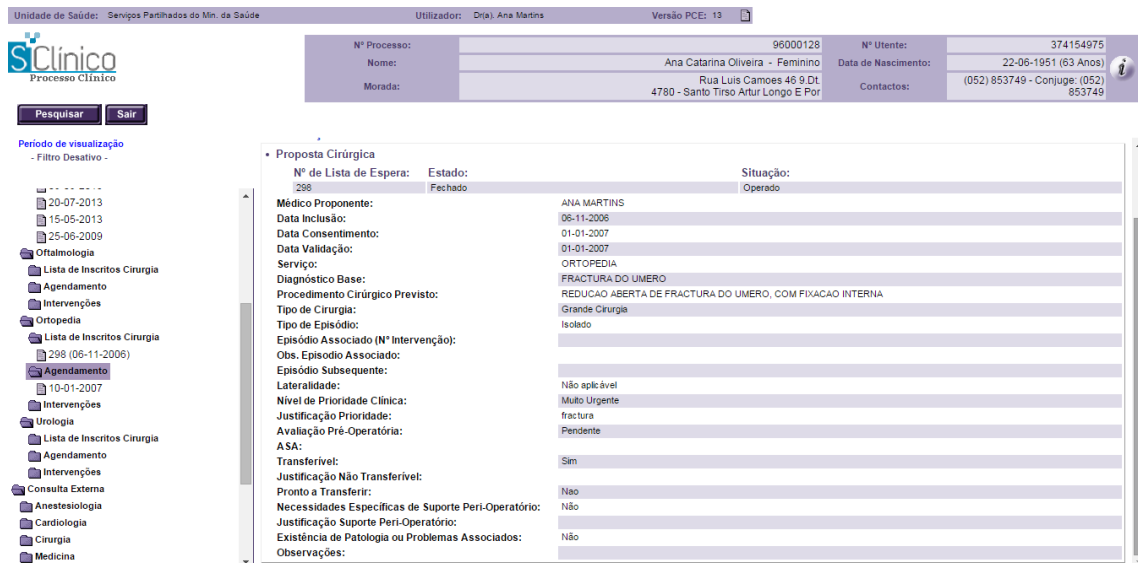 Unidade de Saúde: Serviços Partilhados do Min. da Saúde Utilizador: Dr(a). Ana Martins Versão PCE: 13
SClínico
Processo Clínico
Nº Processo: 96000128 Nº Utente: 374154975
Nome: Ana Catarina Oliveira - Feminino Data de Nascimento: 22-06-1951 (63 Anos)
Morada: Rua Luis Camoes 46 9.Dt. 4780 - Santo Tirso Artur Longo E Por Contactos: (052) 853749 - Conjuge: (052) 853749
i
Pesquisar Sair
Período de visualização
- Filtro Desativo -
20-07-2013
15-05-2013
25-06-2009
Oftalmologia
Lista de Inscritos Cirurgia
Agendamento
Intervenções
Ortopedia
Lista de Inscritos Cirurgia
298 (06-11-2006)
Agendamento
10-01-2007
Intervenções
Urologia
Lista de Inscritos Cirurgia
Agendamento
Intervenções
Consulta Externa
Anestesiologia
Cardiologia
Cirurgia
Medicina
• Proposta Cirúrgica
Nº de Lista de Espera: Estado: Situação:
298 Fechado Operado
Médico Proponente: ANA MARTINS
Data Inclusão: 06-11-2006
Data Consentimento: 01-01-2007
Data Validação: 01-01-2007
Serviço: ORTOPEDIA
Diagnóstico Base: FRACTURA DO UMERO
Procedimento Cirúrgico Previsto: REDUCAO ABERTA DE FRACTURA DO UMERO, COM FIXACAO INTERNA
Tipo de Cirurgia: Grande Cirurgia
Tipo de Episódio: Isolado
Episódio Associado (Nº Intervenção):
Obs. Episodio Associado:
Episódio Subsequente:
Lateralidade: Não aplicável
Nível de Prioridade Clínica: Muito Urgente
Justificação Prioridade: fractura
Avaliação Pré-Operatória: Pendente
ASA:
Transferível: Sim
Justificação Não Transferível:
Pronto a Transferir: Nao
Necessidades Específicas de Suporte Peri-Operatório: Não
Justificação Suporte Peri-Operatório:
Existência de Patologia ou Problemas Associados: Não
Observações: